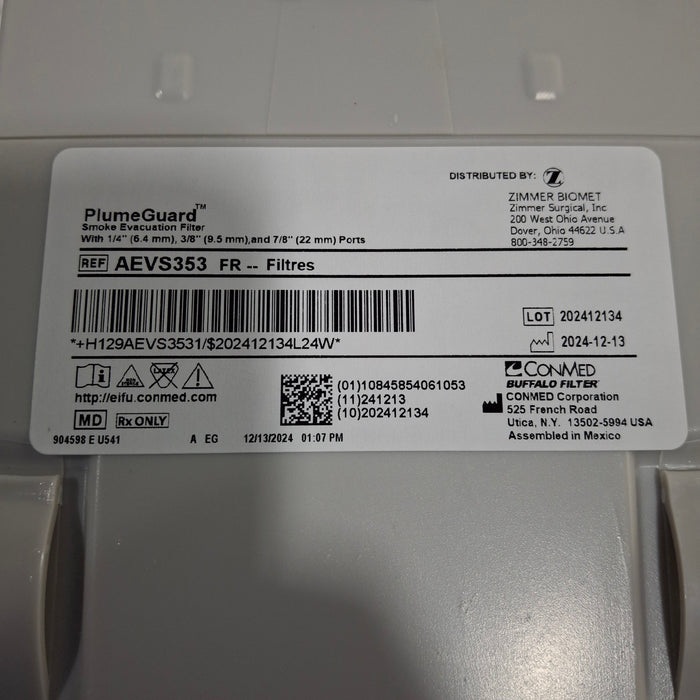 DISTRIBUTED BY: Z
ZIMMER BIOMET
Zimmer Surgical, Inc
200 West Ohio Avenue
Dover, Ohio 44622 U.S.A
800-348-2759
PlumeGuard™
Smoke Evacuation Filter
With 1/4" (6.4 mm), 3/8" (9.5 mm),and 7/8" (22 mm) Ports
REF AEVS353 FR -- Filtres
*+H129AEVS3531/$202412134L24W*
LOT 202412134
2024-12-13
http://eifu.conmed.com
MD Rx ONLY
(01)10845854061053
(11)241213
(10)202412134
CONMED
BUFFALO FILTER
CONMED Corporation
525 French Road
Utica, N.Y. 13502-5994 USA
Assembled in Mexico
904598 E U541 A EG 12/13/2024 01:07 PM